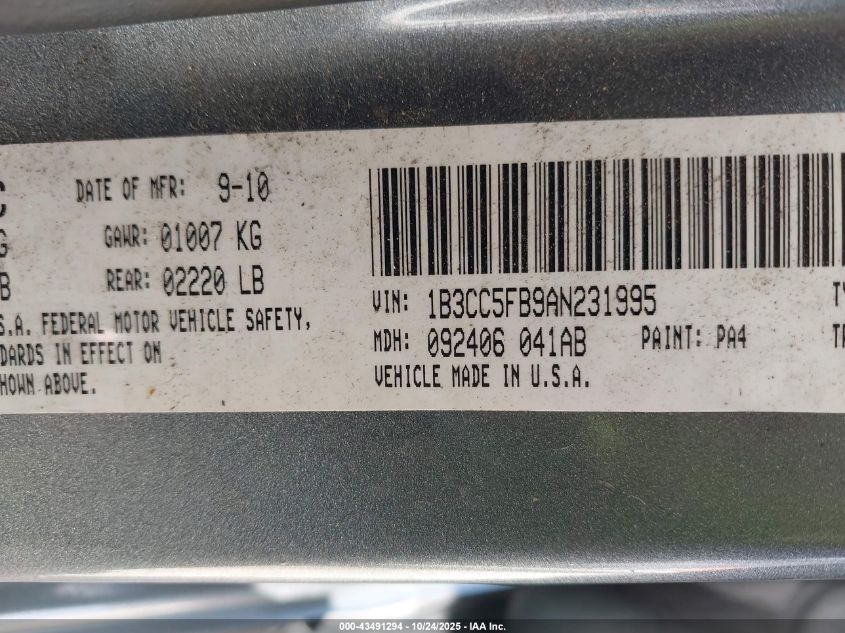 C
DATE OF MFR: 9-10
G GAWR: 01007 KG
B REAR: 02220 LB
S.A. FEDERAL MOTOR VEHICLE SAFETY,
DARDS IN EFFECT ON
HOWN ABOVE.
VIN: 1B3CC5FB9AN231995 TY
MDH: 092406 041AB PAINT: PA4 TR
VEHICLE MADE IN U.S.A.
000-43491294 - 10/24/2025 - IAA Inc.